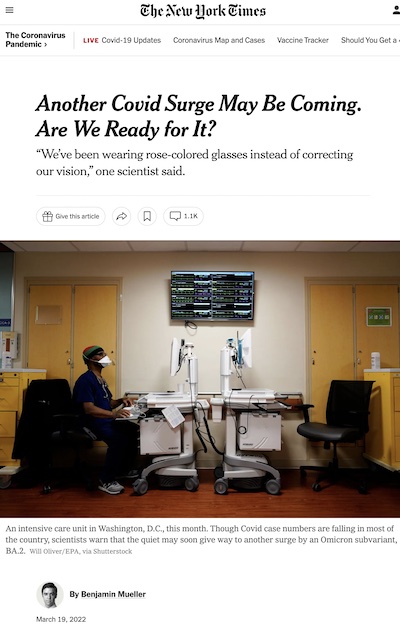 The New York Times
The Coronavirus
Pandemic ›
LIVE Covid-19 Updates Coronavirus Map and Cases Vaccine Tracker Should You Get a
Another Covid Surge May Be Coming.
Are We Ready for It?
“We’ve been wearing rose-colored glasses instead of correcting
our vision,” one scientist said.
Give this article 1.1K
An intensive care unit in Washington, D.C., this month. Though Covid case numbers are falling in most of
the country, scientists warn that the quiet may soon give way to another surge by an Omicron subvariant,
BA.2. Will Oliver/EPA, via Shutterstock
By Benjamin Mueller
March 19, 2022